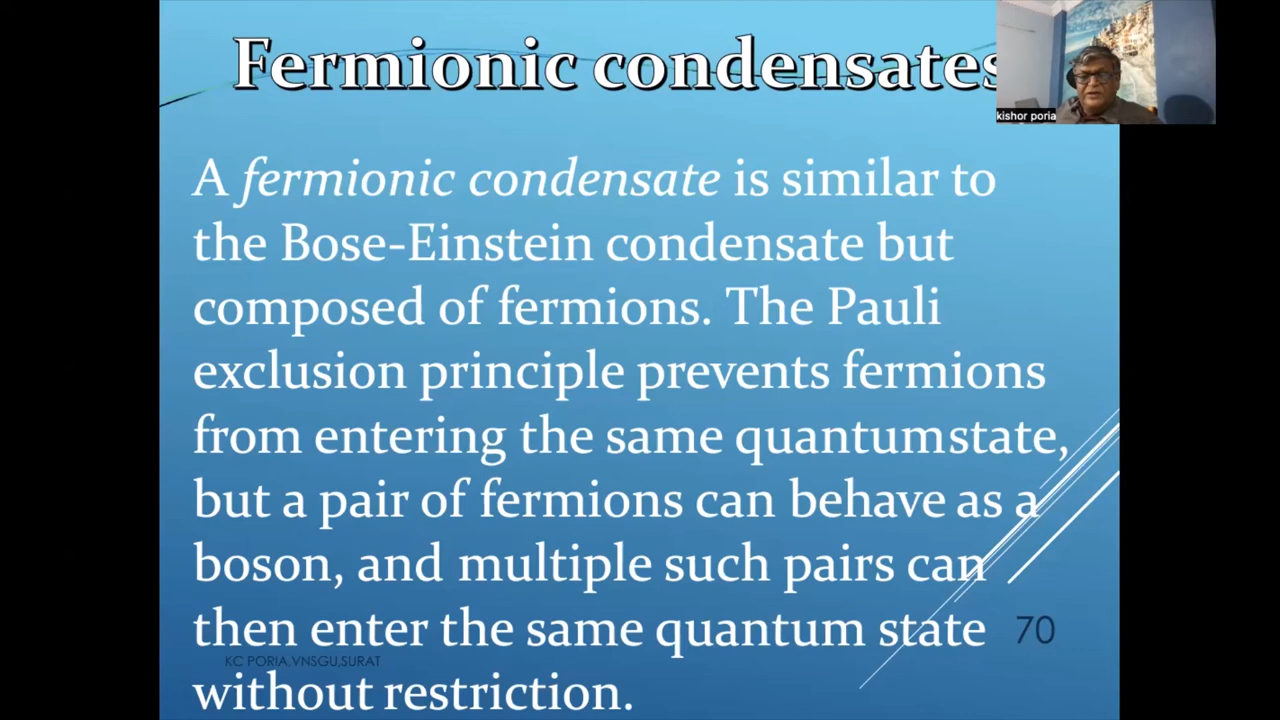 Fermionic condensates
kishor poria
A fermionic condensate is similar to
the Bose-Einstein condensate but
composed of fermions. The Pauli
exclusion principle prevents fermions
from entering the same quantumstate,
but a pair of fermions can behave as a
boson, and multiple such pairs can
then enter the same quantum state
70
KC PORIA,VNSGU,SURAT
without restriction.